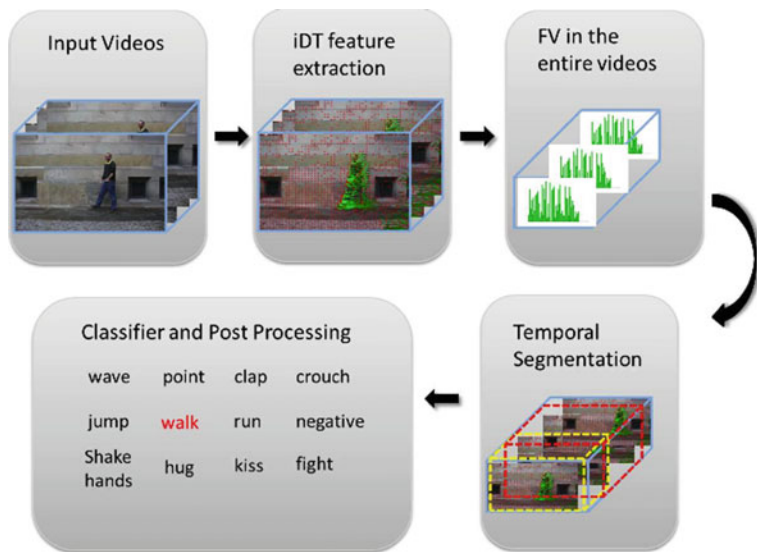 Input Videos
iDT feature
extraction
FV in the
entire videos
Classifier and Post Processing
wave point clap crouch
jump walk run negative
Shake
hands hug kiss fight
Temporal
Segmentation